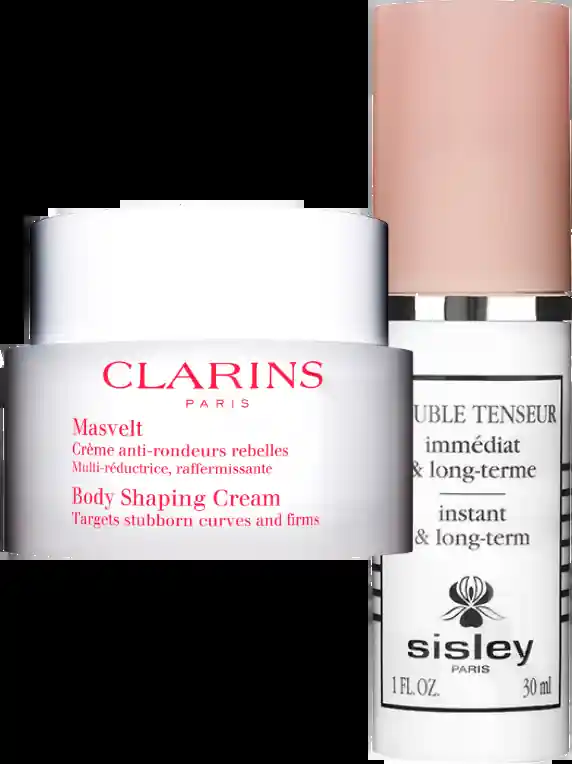 CLARINS
PARIS
Masvelt
Crème anti-rondeurs rebelles
Multi-réductrice, raffermissante
Body Shaping Cream
Targets stubborn curves and firms
UBLE TENSEUR
immédiat
& long-terme
instant
& long-term
sisley
PARIS
1 FL.OZ. 30 ml